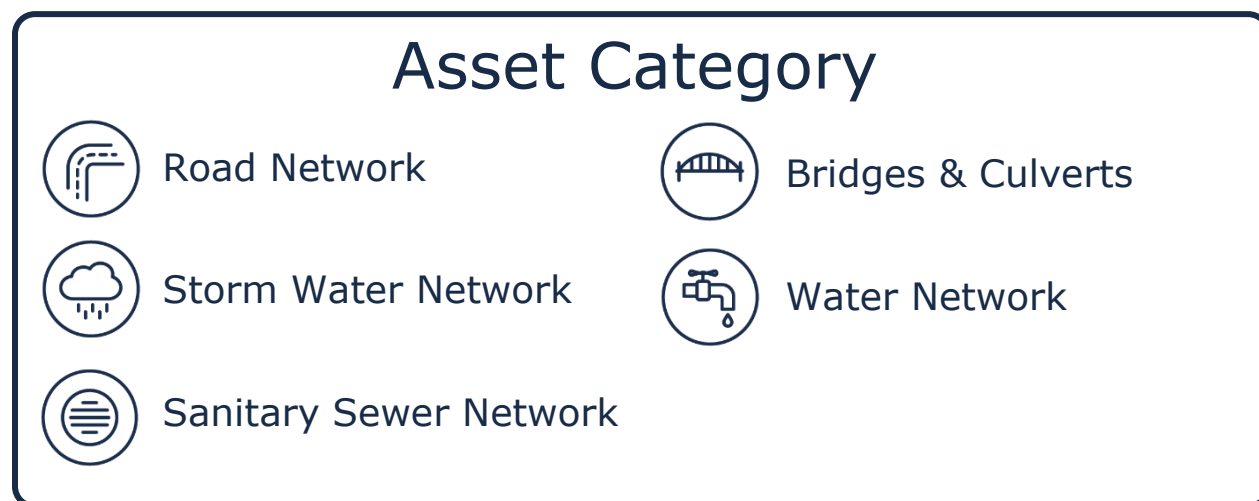 Asset Category
Road Network
Bridges & Culverts
Storm Water Network
Water Network
Sanitary Sewer Network